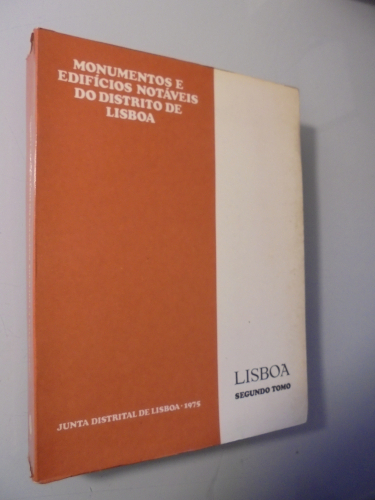 MONUMENTOS E
EDIFÍCIOS NOTÁVEIS
DO DISTRITO DE
LISBOA
LISBOA
SEGUNDO TOMO
JUNTA DISTRITAL DE LISBOA-1975